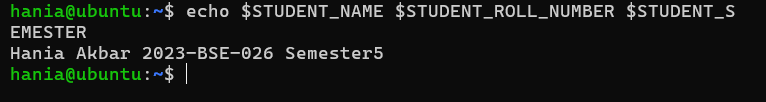 hania@ubuntu:~$ echo $STUDENT_NAME $STUDENT_ROLL_NUMBER $STUDENT_S
EMESTER
Hania Akbar 2023-BSE-026 Semester5
hania@ubuntu:~$